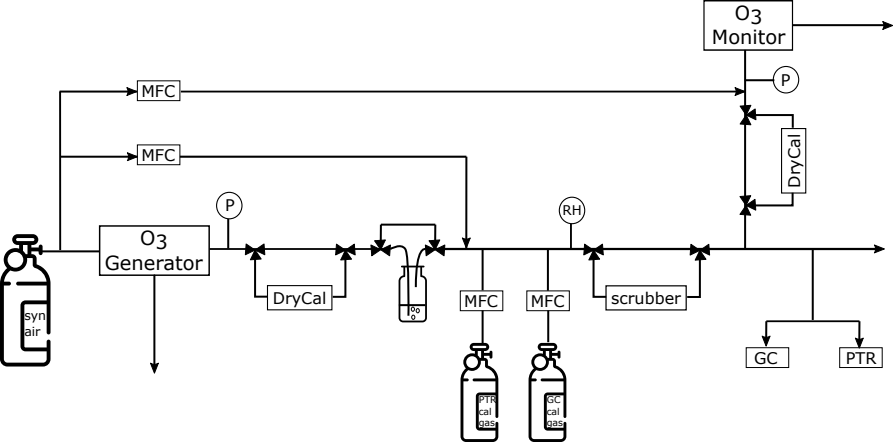 O3
Monitor
P
MFC
MFC
DryCal
P
RH
O3
Generator
syn
air
DryCal
MFC
MFC
scrubber
GC
PTR
PTR
cal
gas
GC
cal
gas